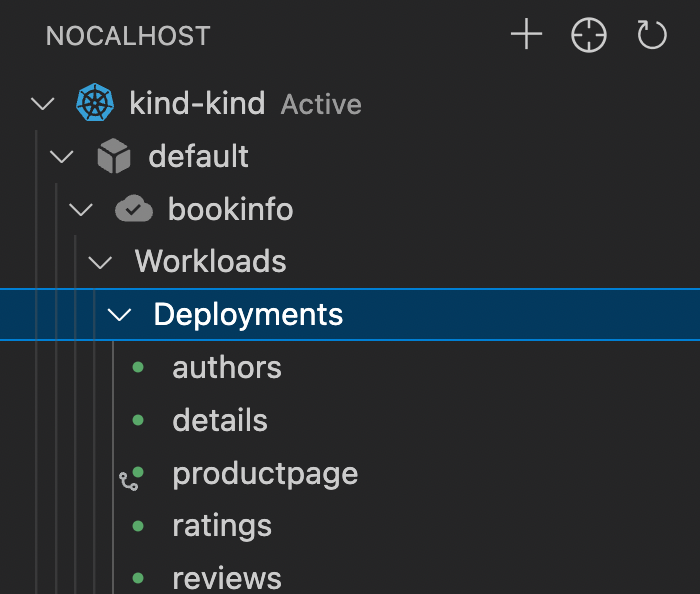 NOCALHOST
kind-kind Active
default
bookinfo
Workloads
Deployments
authors
details
productpage
ratings
reviews